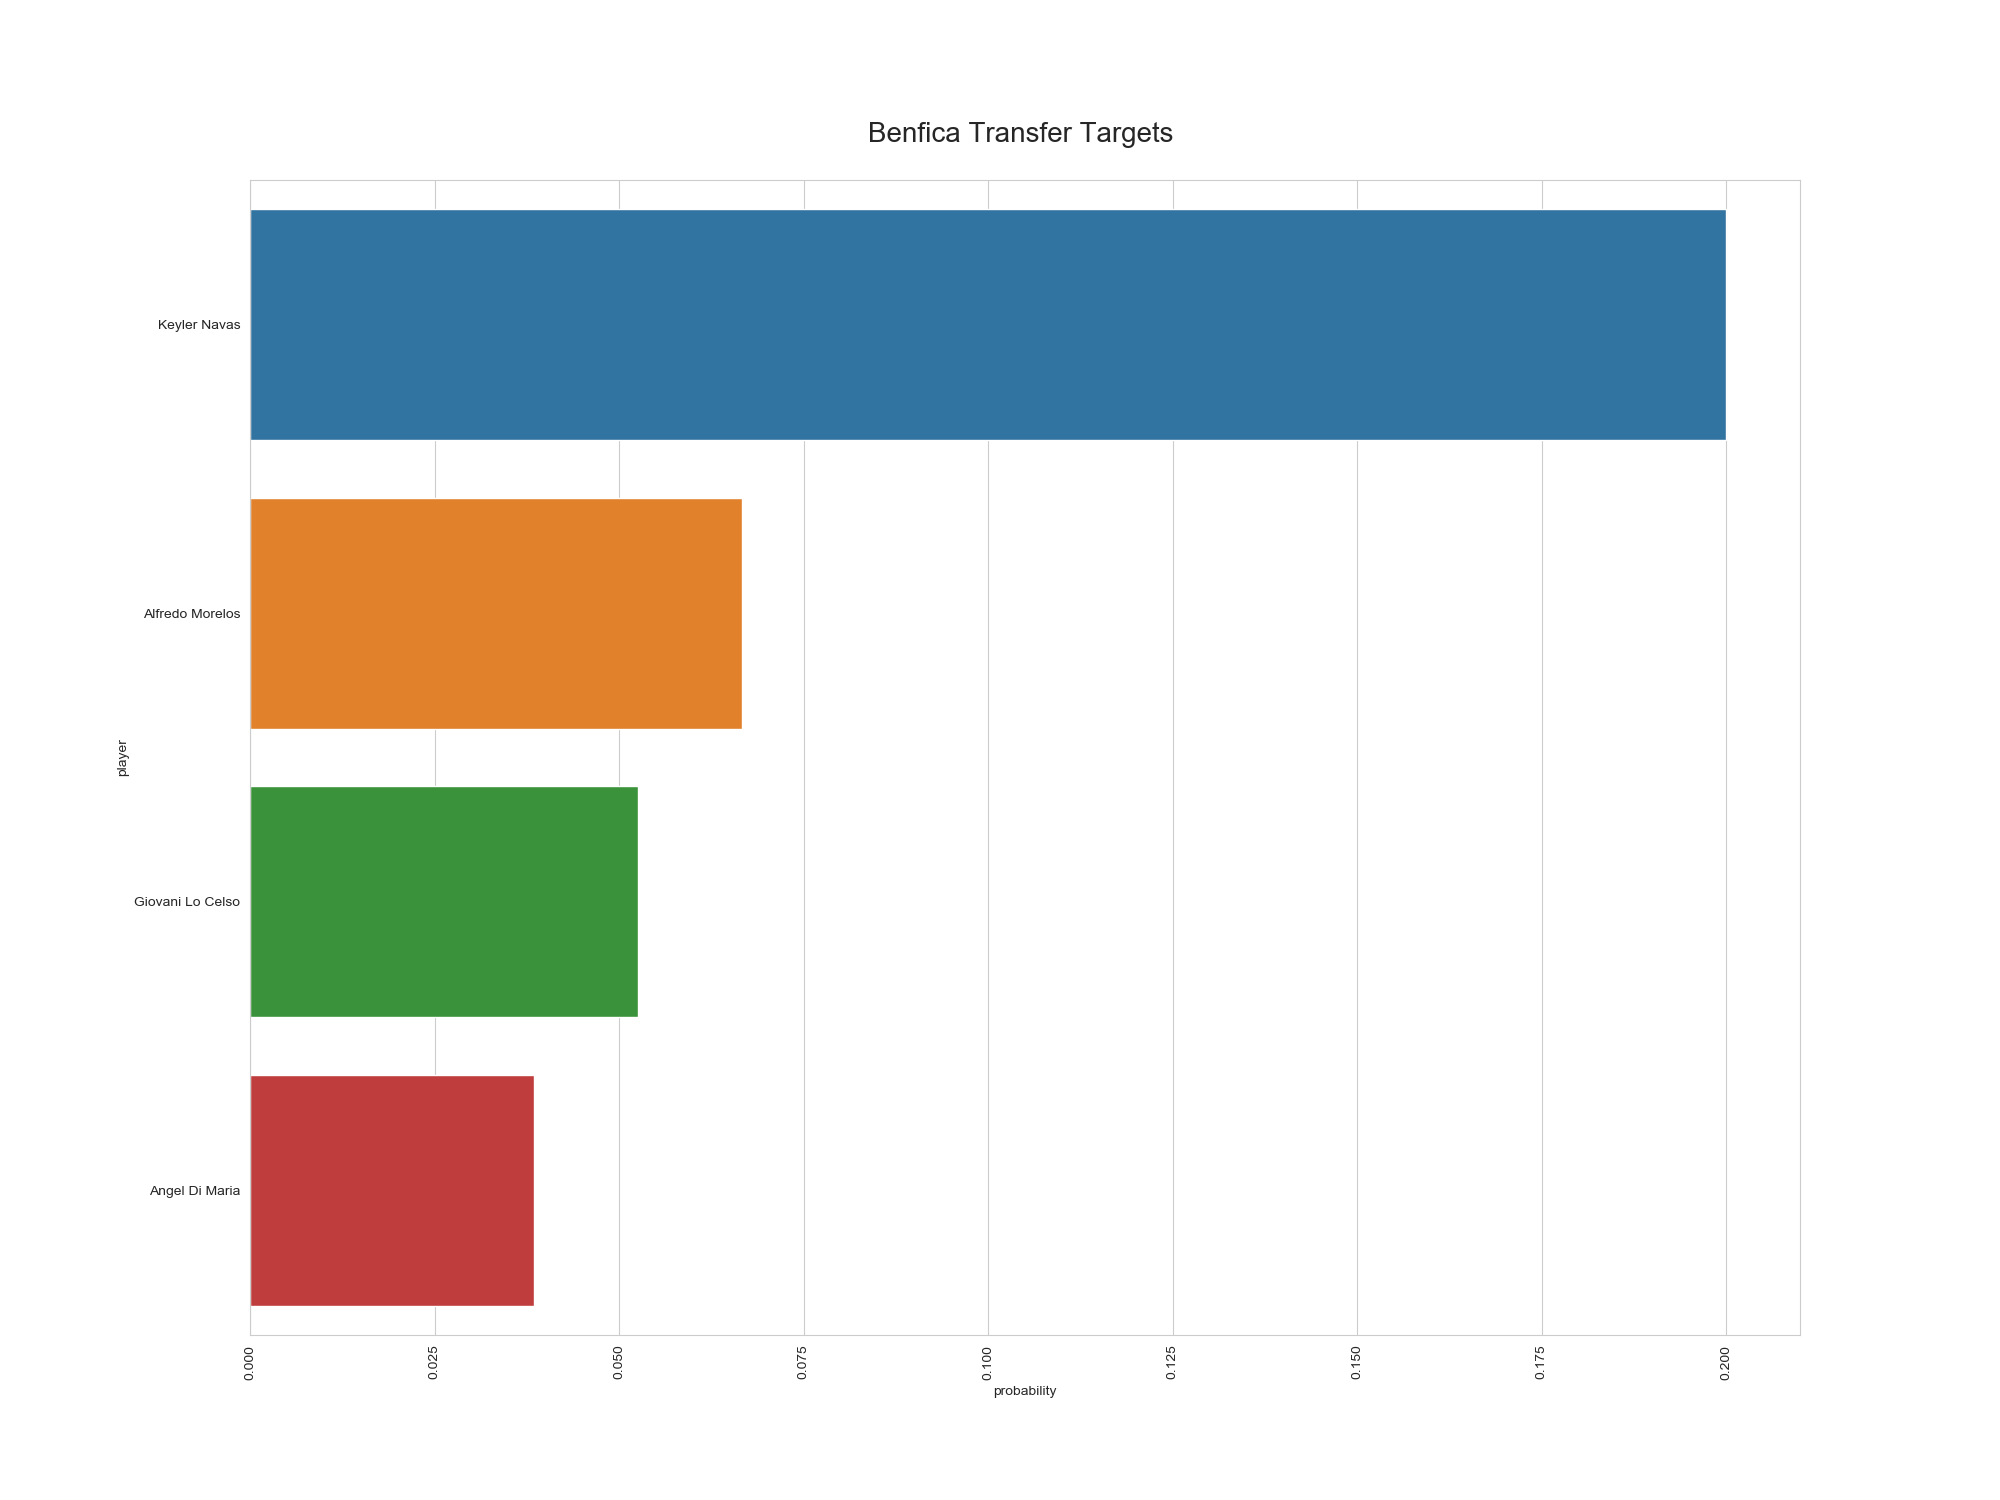 Benfica Transfer Targets
Keyler Navas
Alfredo Morelos
Giovani Lo Celso
Angel Di Maria
player
0.000
0.025
0.050
0.075
0.100
0.125
0.150
0.175
0.200
probability